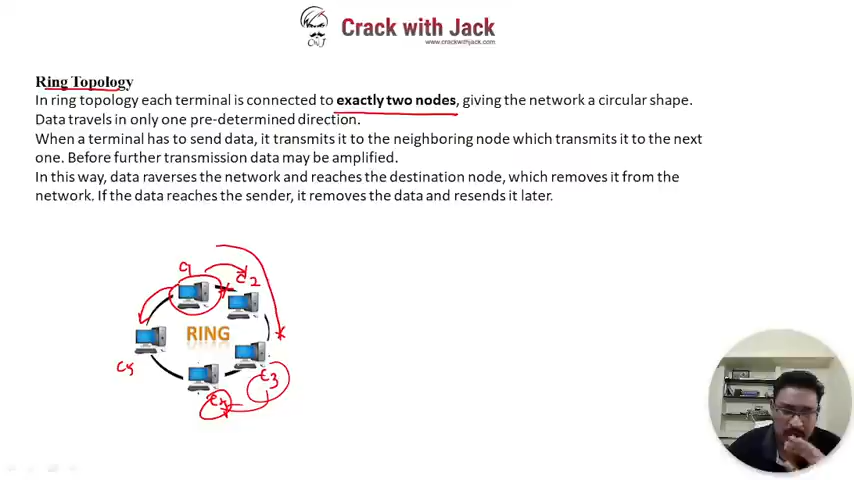 Crack with Jack
CWJ
www.crackwithjack.com
Ring Topology
In ring topology each terminal is connected to exactly two nodes, giving the network a circular shape.
Data travels in only one pre-determined direction.
When a terminal has to send data, it transmits it to the neighboring node which transmits it to the next
one. Before further transmission data may be amplified.
In this way, data raverses the network and reaches the destination node, which removes it from the
network. If the data reaches the sender, it removes the data and resends it later.
C1
C2
RING
C5
C3
C4